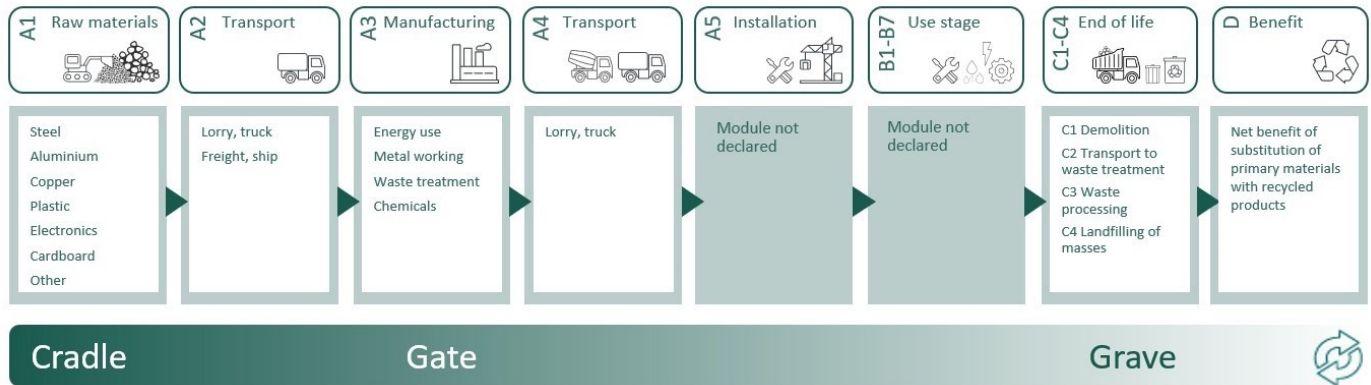 A1 Raw materials
A2 Transport
A3 Manufacturing
A4 Transport
A5 Installation
B1-B7 Use stage
C1-C4 End of life
D Benefit
Steel
Aluminium
Copper
Plastic
Electronics
Cardboard
Other
Lorry, truck
Freight, ship
Energy use
Metal working
Waste treatment
Chemicals
Lorry, truck
Module not
declared
Module not
declared
C1 Demolition
C2 Transport to
waste treatment
C3 Waste
processing
C4 Landfilling of
masses
Net benefit of
substitution of
primary materials
with recycled
products
Cradle
Gate
Grave